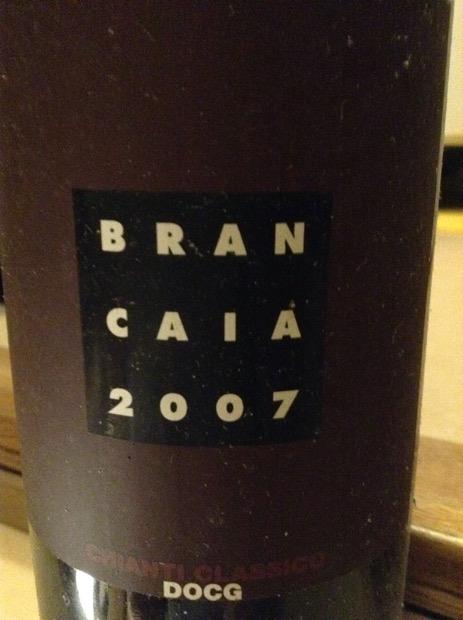 BRAN
CAIA
2007
CHIANTI CLASSICO
DOCG